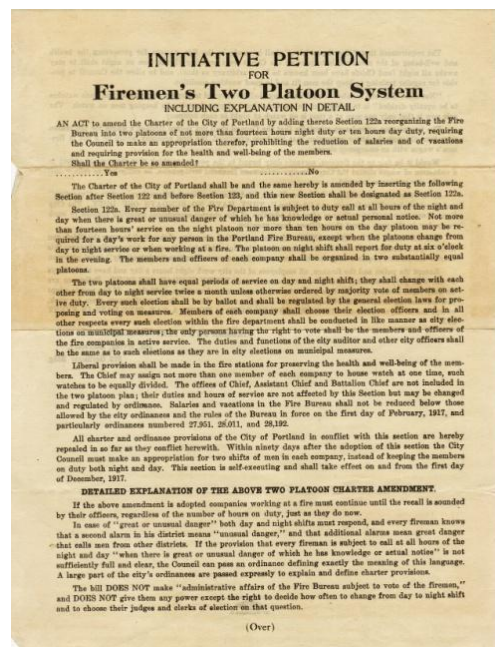 INITIATIVE PETITION
FOR
Firemen's Two Platoon System
INCLUDING EXPLANATION IN DETAIL
AN ACT to amend the Charter of the City of Portland by adding thereto Section 122a reorganizing the Fire
Bureau into two platoons of not more than fourteen hours night duty or ten hours day duty, requiring
the Council to make an appropriation therefor, prohibiting the reduction of salaries and of vacations
and requiring provision for the health and well-being of the members.
Shall the Charter be so amended?
............Yes ............No
The Charter of the City of Portland shall be and the same hereby is amended by inserting the following
Section after Section 122 and before Section 123, and this new Section shall be designated as Section 122a.
Section 122a. Every member of the Fire Department is subject to duty call at all hours of the night and
day when there is great or unusual danger of which he has knowledge or actual personal notice. Not more
than fourteen hours' service on the night platoon nor more than ten hours on the day platoon may be re-
quired for a day's work for any person in the Portland Fire Bureau, except when the platoons change from
day to night service or when working at a fire. The platoon on night shift shall report for duty at six o'clock
in the evening. The members and officers of each company shall be organized in two substantially equal
platoons.
The two platoons shall have equal periods of service on day and night shifts; they shall change with each
other from day to night service twice a month unless otherwise ordered by majority vote of members on act-
ive duty. Every such election shall be by ballot and shall be regulated by the general election laws for pro-
posing and voting on measures. Members of each company shall choose their election officers and in all
other respects every such election within the fire department shall be conducted in like manner as city elec-
tions on municipal measures; the only persons having the right to vote shall be the members and officers of
the fire companies in active service. The duties and functions of the city auditor and other city officers shall
be the same as to such elections as they are in city elections on municipal measures.
Liberal provision shall be made in the fire stations for preserving the health and well-being of the mem-
bers. The Chief may assign not more than one member of each company to house watch at one time, such
watches to be equally divided. The offices of Chief, Assistant Chief and Battalion Chief are not included in
the two platoon plan; their duties and hours of service are not affected by this Section but may be changed
and regulated by ordinance. Salaries and vacations in the Fire Bureau shall not be reduced below those
allowed by the city ordinances and the rules of the Bureau in force on the first day of February, 1917, and
particularly ordinances numbered 27,951, 28,011, and 28,192.
All charter and ordinance provisions of the City of Portland in conflict with this section are hereby
repealed in so far as they conflict herewith. Within ninety days after the adoption of this section the City
Council must make an appropriation for two shifts of men in each company, instead of keeping the members
on duty both night and day. This section is self-executing and shall take effect on and from the first day
of December, 1917.
DETAILED EXPLANATION OF THE ABOVE TWO PLATOON CHARTER AMENDMENT.
If the above amendment is adopted companies working at a fire must continue until the recall is sounded
by their officers, regardless of the number of hours on duty, just as they do now.
In case of "great or unusual danger" both day and night shifts must respond, and every fireman knows
that a second alarm in his district means "unusual danger," and that additional alarms mean great danger
that calls men from other districts. If the provision that every fireman is subject to call at all hours of the
night and day "when there is great or unusual danger of which he has knowledge or actual notice" is not
sufficiently full and clear, the Council can pass an ordinance defining exactly the meaning of this language.
A large part of the city's ordinances are passed expressly to explain and define charter provisions.
The bill DOES NOT make "administrative affairs of the Fire Bureau subject to vote of the firemen,"
and DOES NOT give them any power except the right to decide how often to change from day to night shift
and to choose their judges and clerks of election on that question.
(Over)